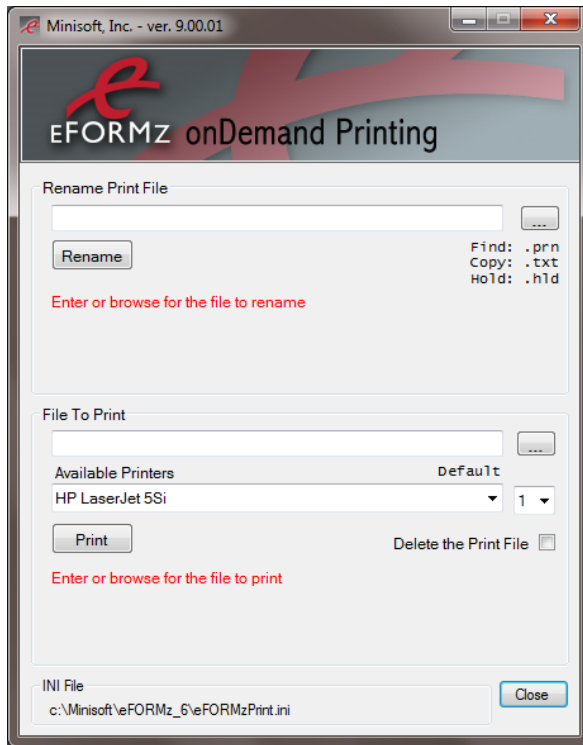 Minisoft, Inc. - ver. 9.00.01
eFORMz onDemand Printing
Rename Print File
...
Rename
Find: .prn
Copy: .txt
Hold: .hld
Enter or browse for the file to rename
File To Print
...
Available Printers Default
HP LaserJet 5Si 1
Print Delete the Print File
Enter or browse for the file to print
INI File
Close
c:\Minisoft\eFORMz_6\eFORMzPrint.ini